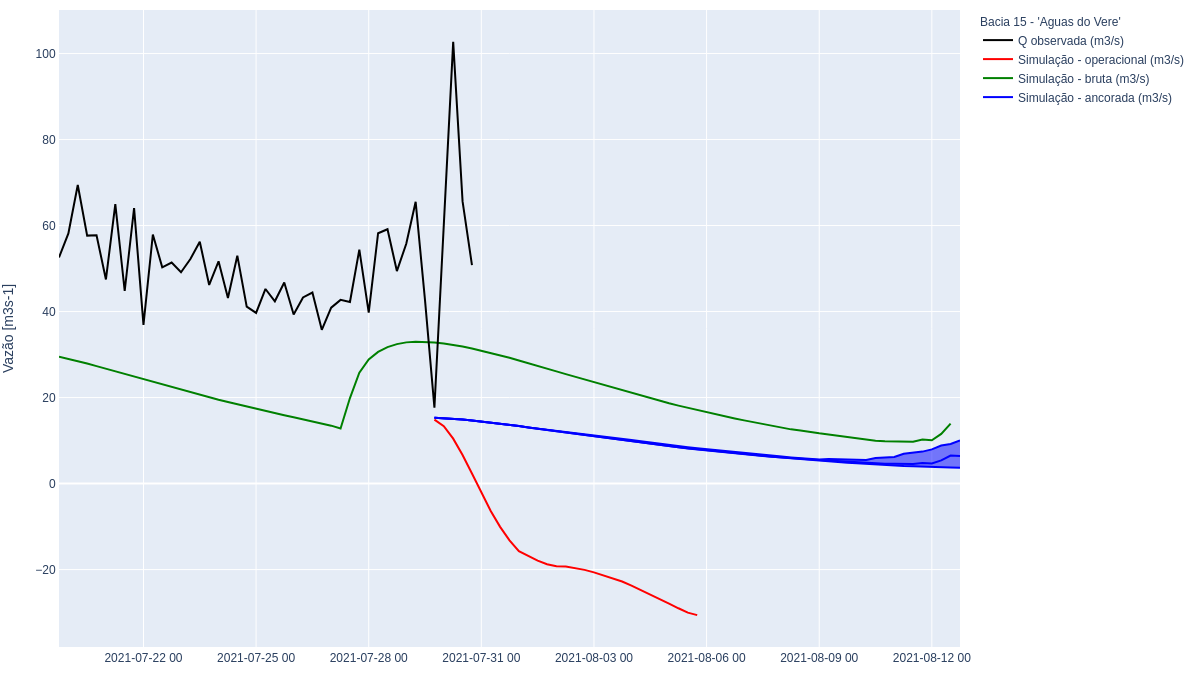 Bacia 15 - 'Aguas do Vere'
Q observada (m3/s)
Simulação - operacional (m3/s)
Simulação - bruta (m3/s)
Simulação - ancorada (m3/s)
Vazão [m3s-1]
100
80
60
40
20
0
−20
2021-07-22 00
2021-07-25 00
2021-07-28 00
2021-07-31 00
2021-08-03 00
2021-08-06 00
2021-08-09 00
2021-08-12 00